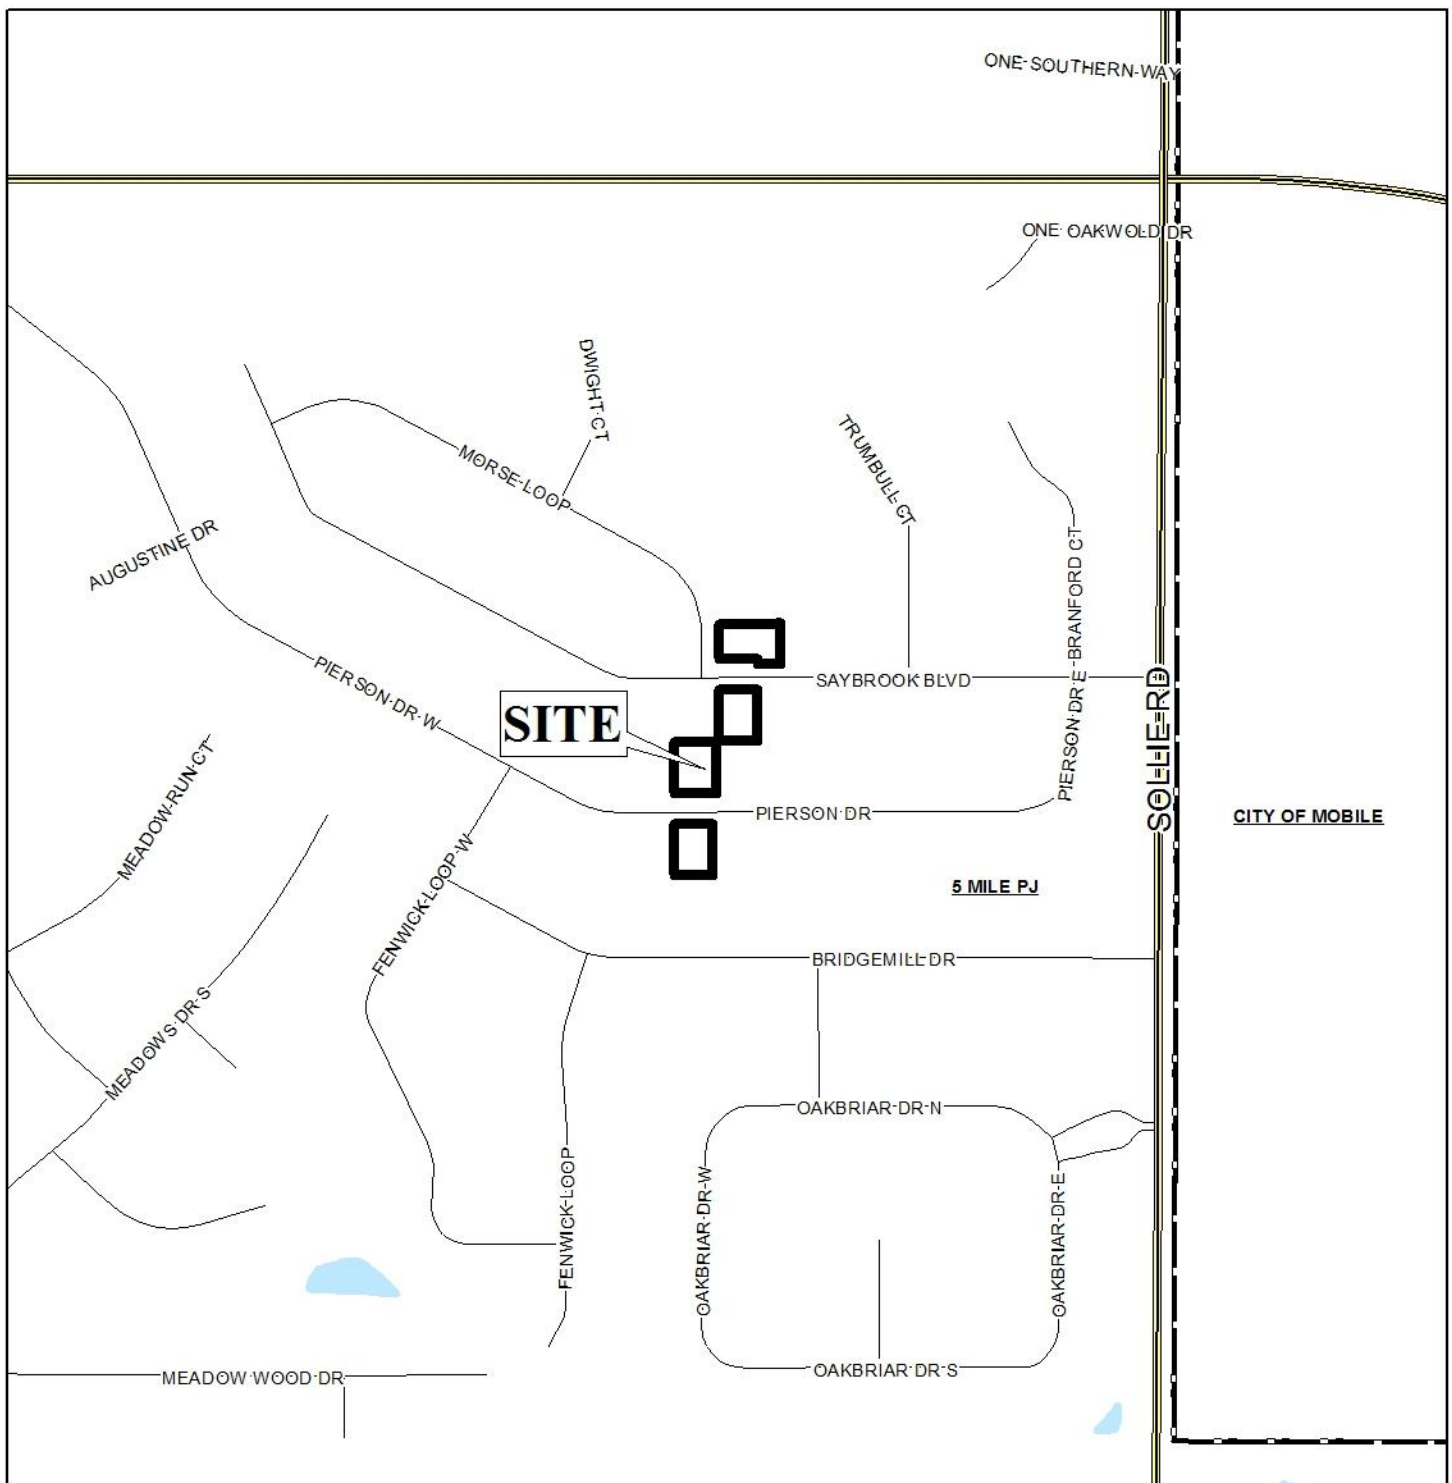 ONE SOUTHERN WAY
ONE OAKWOLD DR
DWIGHT CT
MORSE LOOP
TRUMBULL CT
AUGUSTINE DR
BRANFORD CT
PIERSON DR W
SAYBROOK BLVD
PIERSON DR E
SOLLIE RD
SITE
MEADOW RUN CT
PIERSON DR
CITY OF MOBILE
FENWICK LOOP W
5 MILE PJ
BRIDGEMILL DR
MEADOWS DR S
OAKBRIAR DR N
FENWICK LOOP
OAKBRIAR DR W
OAKBRIAR DR E
MEADOW WOOD DR
OAKBRIAR DR S